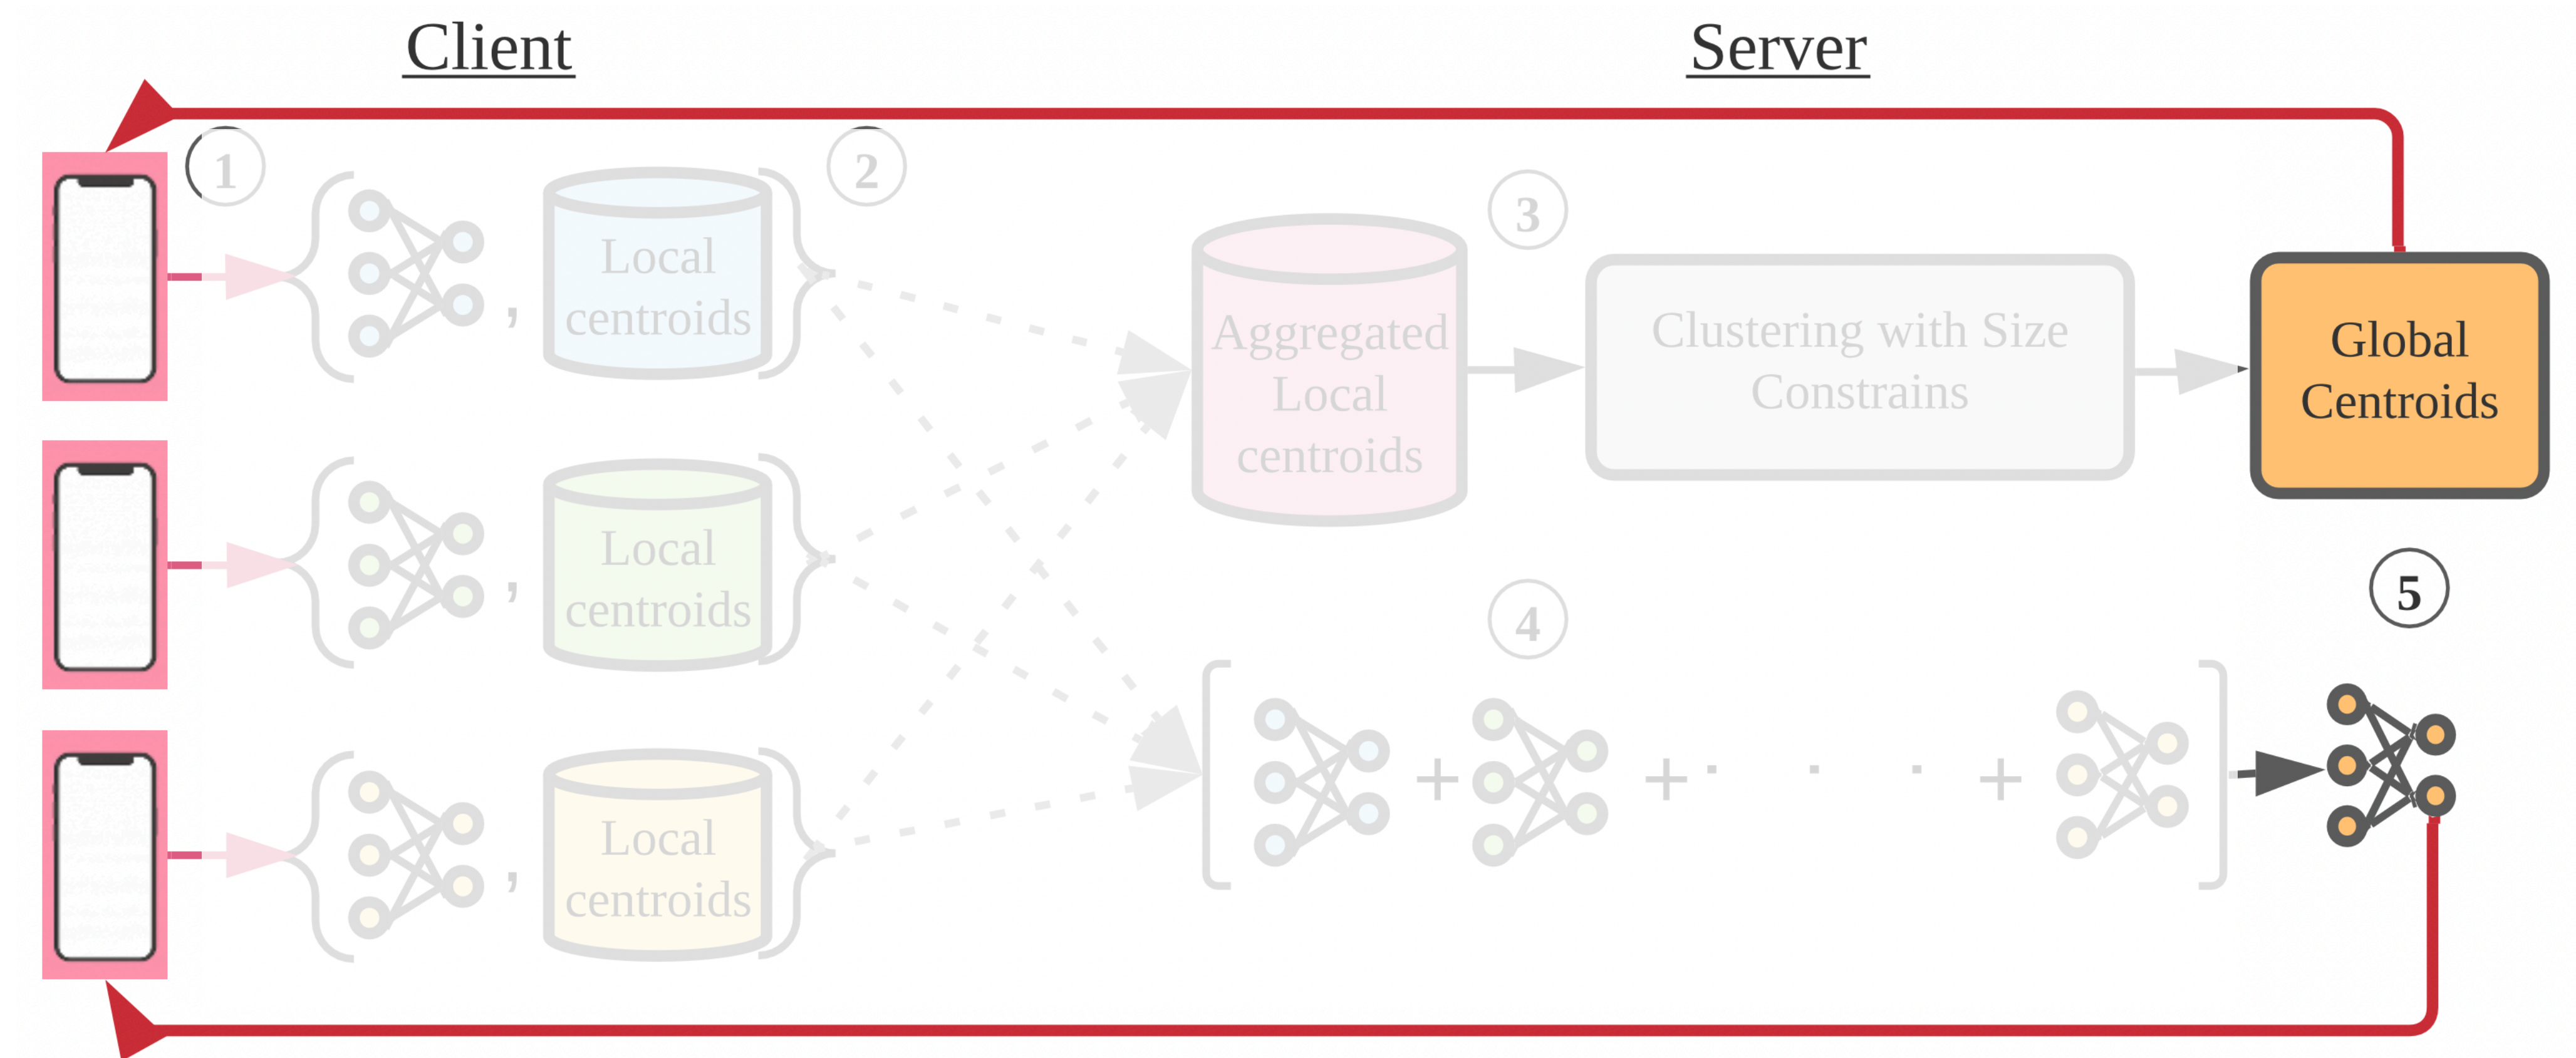 Client
Server
1
2
3
Local
centroids
,
Aggregated
Local
centroids
Clustering with Size
Constrains
Global
Centroids
Local
centroids
,
4
5
Local
centroids
,
+
+ . . . +